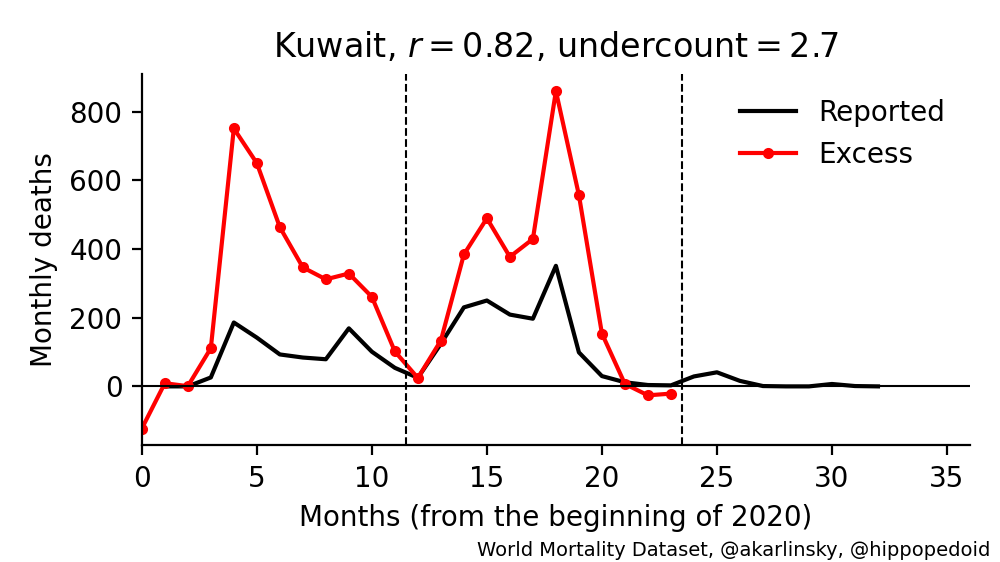 Kuwait, r = 0.82, undercount = 2.7
Reported
Excess
Monthly deaths
800
600
400
200
0
0 5 10 15 20 25 30 35
Months (from the beginning of 2020)
World Mortality Dataset, @akarlinsky, @hippopedoid